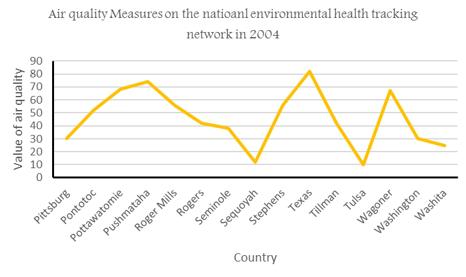 Air quality Measures on the natioanl environmental health tracking
network in 2004
Value of air quality
90
80
70
60
50
40
30
20
10
0
Pittsburg
Pontotoc
Pottawatomie
Pushmataha
Roger Mills
Rogers
Seminole
Sequoyah
Stephens
Texas
Tillman
Tulsa
Wagoner
Washington
Washita
Country